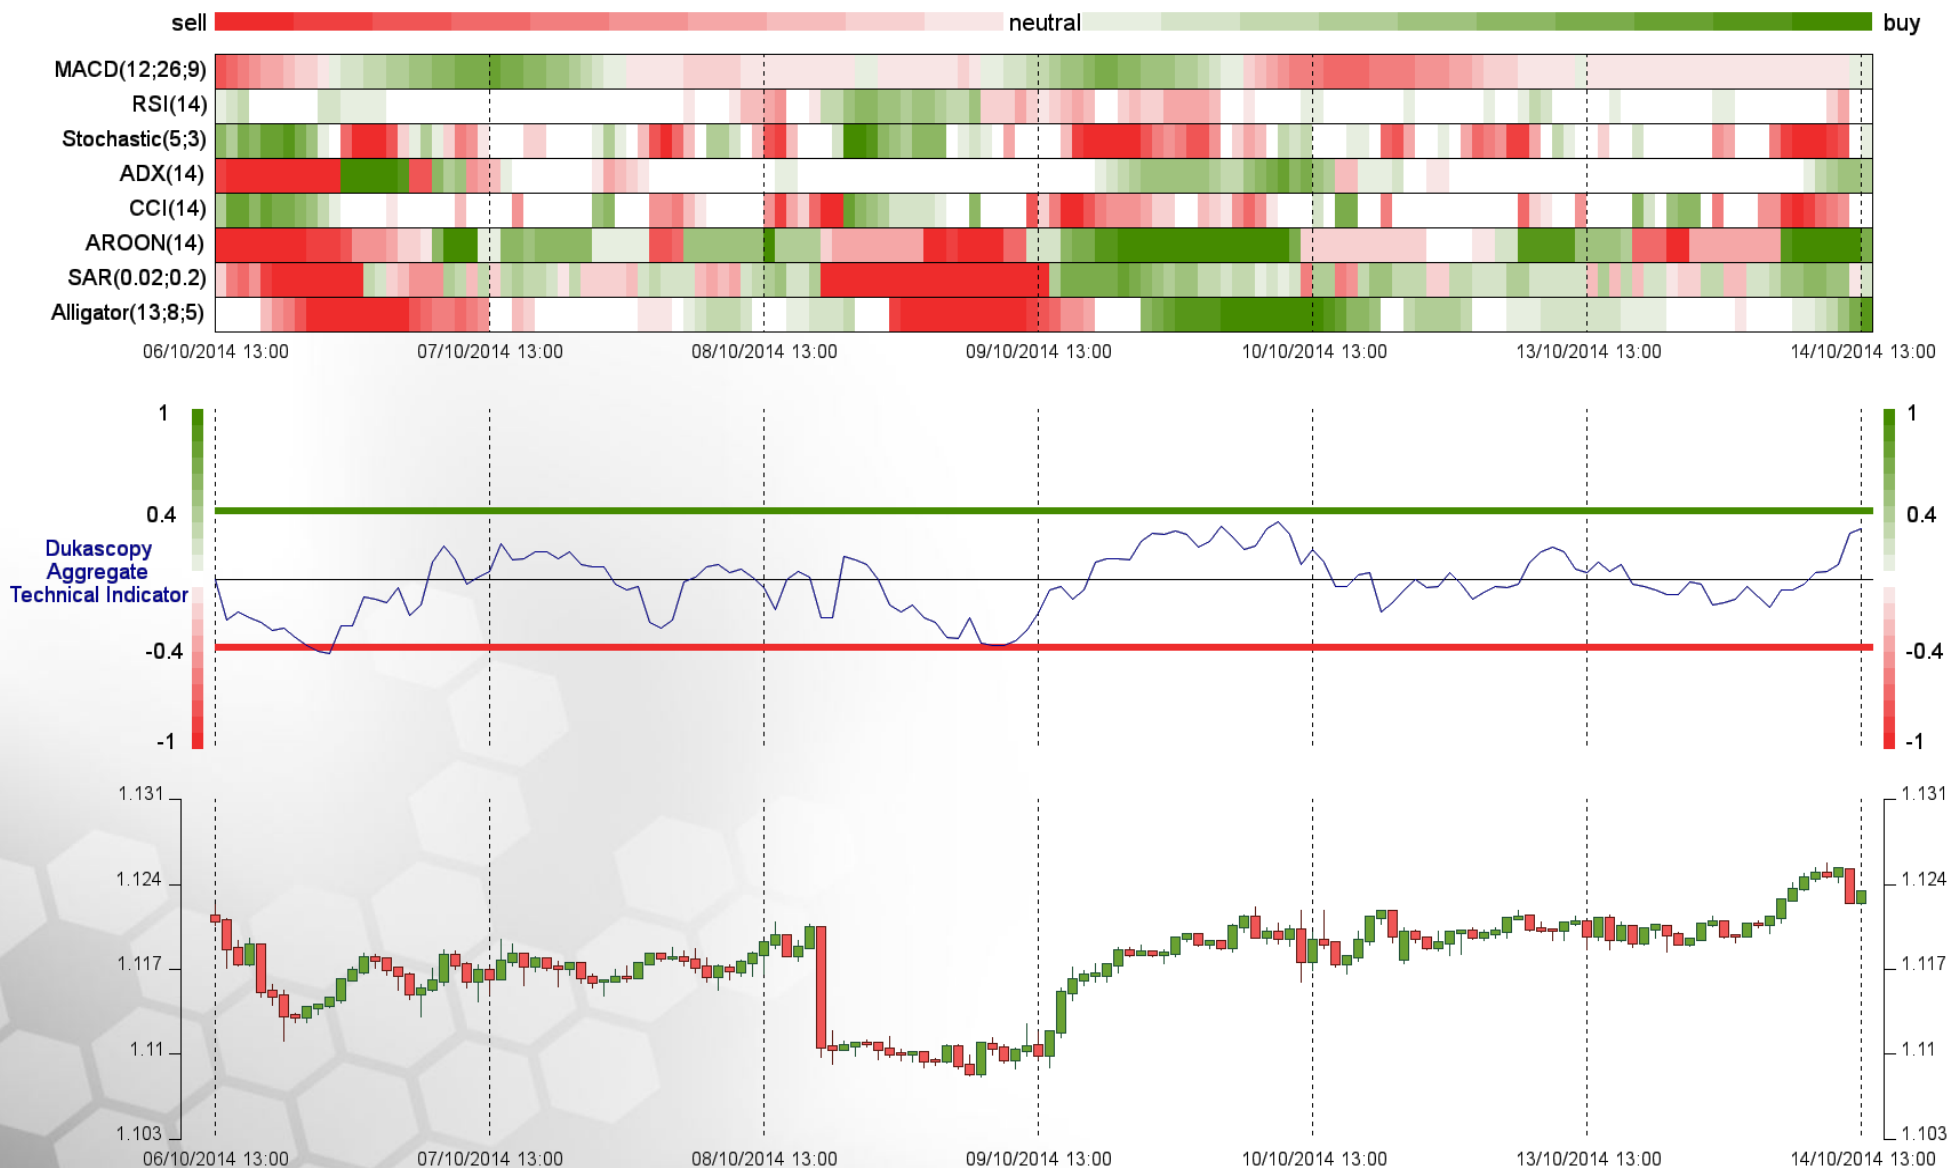 sell neutral buy
MACD(12;26;9)
RSI(14)
Stochastic(5;3)
ADX(14)
CCI(14)
AROON(14)
SAR(0.02;0.2)
Alligator(13;8;5)
06/10/2014 13:00 07/10/2014 13:00 08/10/2014 13:00 09/10/2014 13:00 10/10/2014 13:00 13/10/2014 13:00 14/10/2014 13:00
1 1
0.4 0.4
Dukascopy
Aggregate
Technical Indicator
-0.4 -0.4
-1 -1
1.131 1.131
1.124 1.124
1.117 1.117
1.11 1.11
1.103 1.103
06/10/2014 13:00 07/10/2014 13:00 08/10/2014 13:00 09/10/2014 13:00 10/10/2014 13:00 13/10/2014 13:00 14/10/2014 13:00